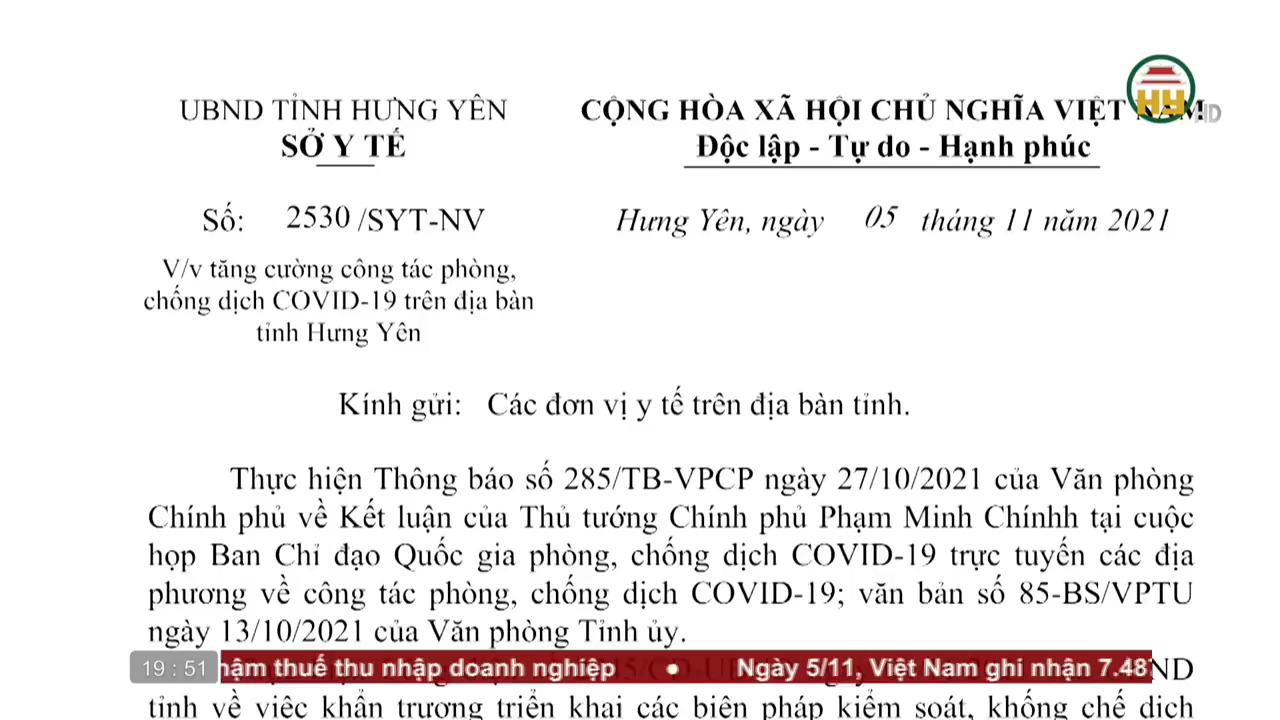 UBND TỈNH HƯNG YÊN
SỞ Y TẾ
CỘNG HÒA XÃ HỘI CHỦ NGHĨA VIỆT NAM
Độc lập - Tự do - Hạnh phúc
HY HD
Số: 2530/SYT-NV
Hưng Yên, ngày 05 tháng 11 năm 2021
V/v tăng cường công tác phòng,
chống dịch COVID-19 trên địa bàn
tỉnh Hưng Yên
Kính gửi: Các đơn vị y tế trên địa bàn tỉnh.
Thực hiện Thông báo số 285/TB-VPCP ngày 27/10/2021 của Văn phòng
Chính phủ về Kết luận của Thủ tướng Chính phủ Phạm Minh Chínhh tại cuộc
họp Ban Chỉ đạo Quốc gia phòng, chống dịch COVID-19 trực tuyến các địa
phương về công tác phòng, chống dịch COVID-19; văn bản số 85-BS/VPTU
ngày 13/10/2021 của Văn phòng Tỉnh ủy.
19 : 51 thuế thu nhập doanh nghiệp • Ngày 5/11, Việt Nam ghi nhận 7.48
tỉnh về việc khẩn trương triển khai các biện pháp kiểm soát, khống chế dịch